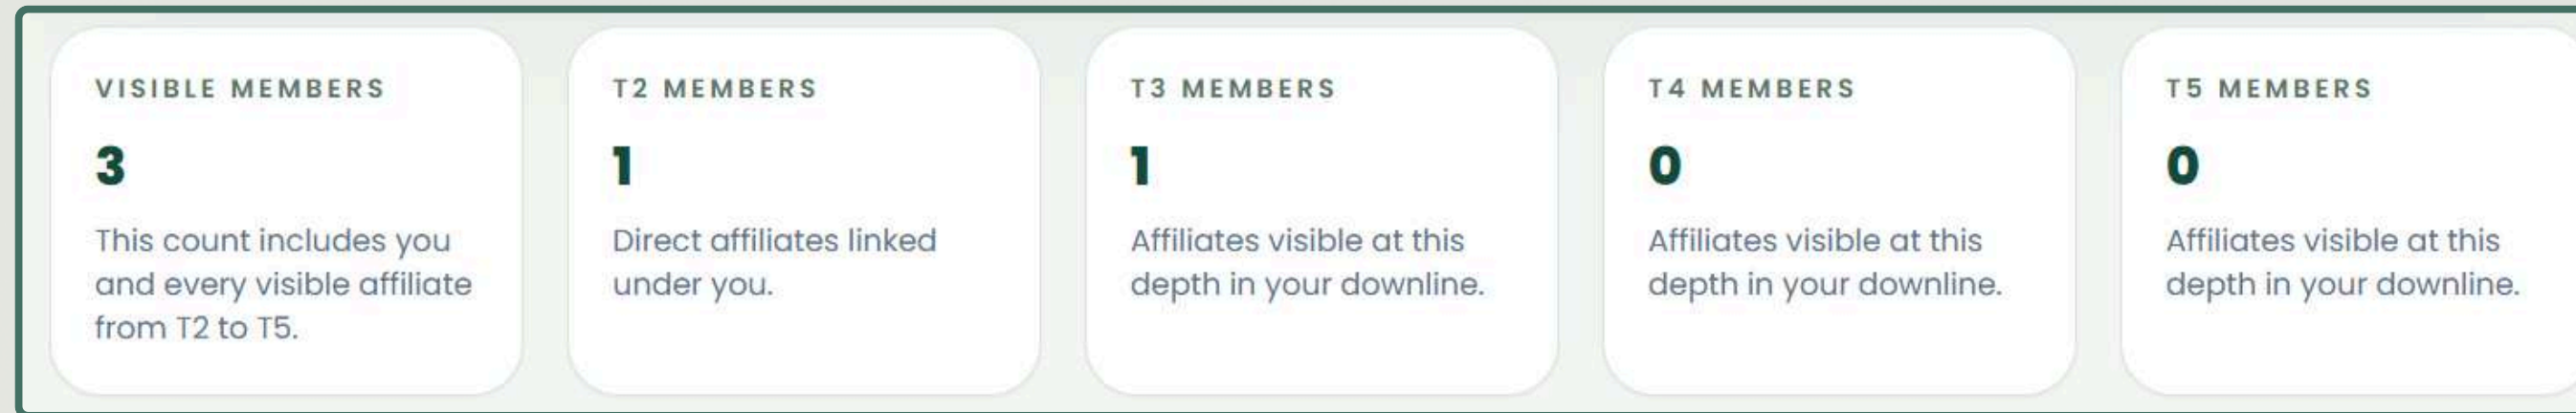 VISIBLE MEMBERS
3
This count includes you
and every visible affiliate
from T2 to T5.
T2 MEMBERS
1
Direct affiliates linked
under you.
T3 MEMBERS
1
Affiliates visible at this
depth in your downline.
T4 MEMBERS
0
Affiliates visible at this
depth in your downline.
T5 MEMBERS
0
Affiliates visible at this
depth in your downline.